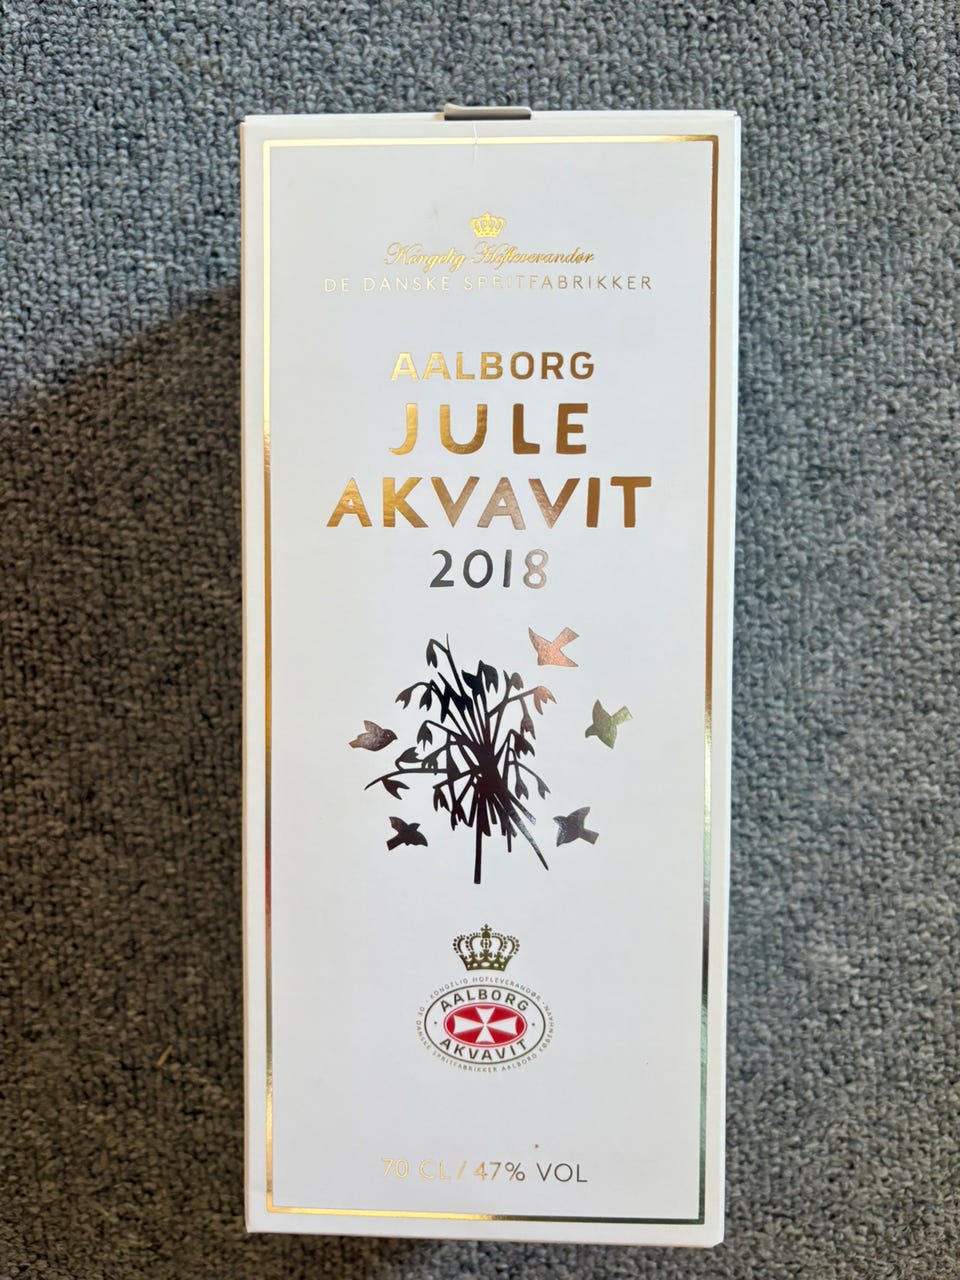 Kongelig Hofleverandør
DE DANSKE SPRITFABRIKKER
AALBORG
JULE
AKVAVIT
2018
KONGELIG HOFLEVERANDØR
AALBORG
AKVAVIT
DE DANSKE SPRITFABRIKKER AALBORG KØBENHAVN
70 CL / 47% VOL